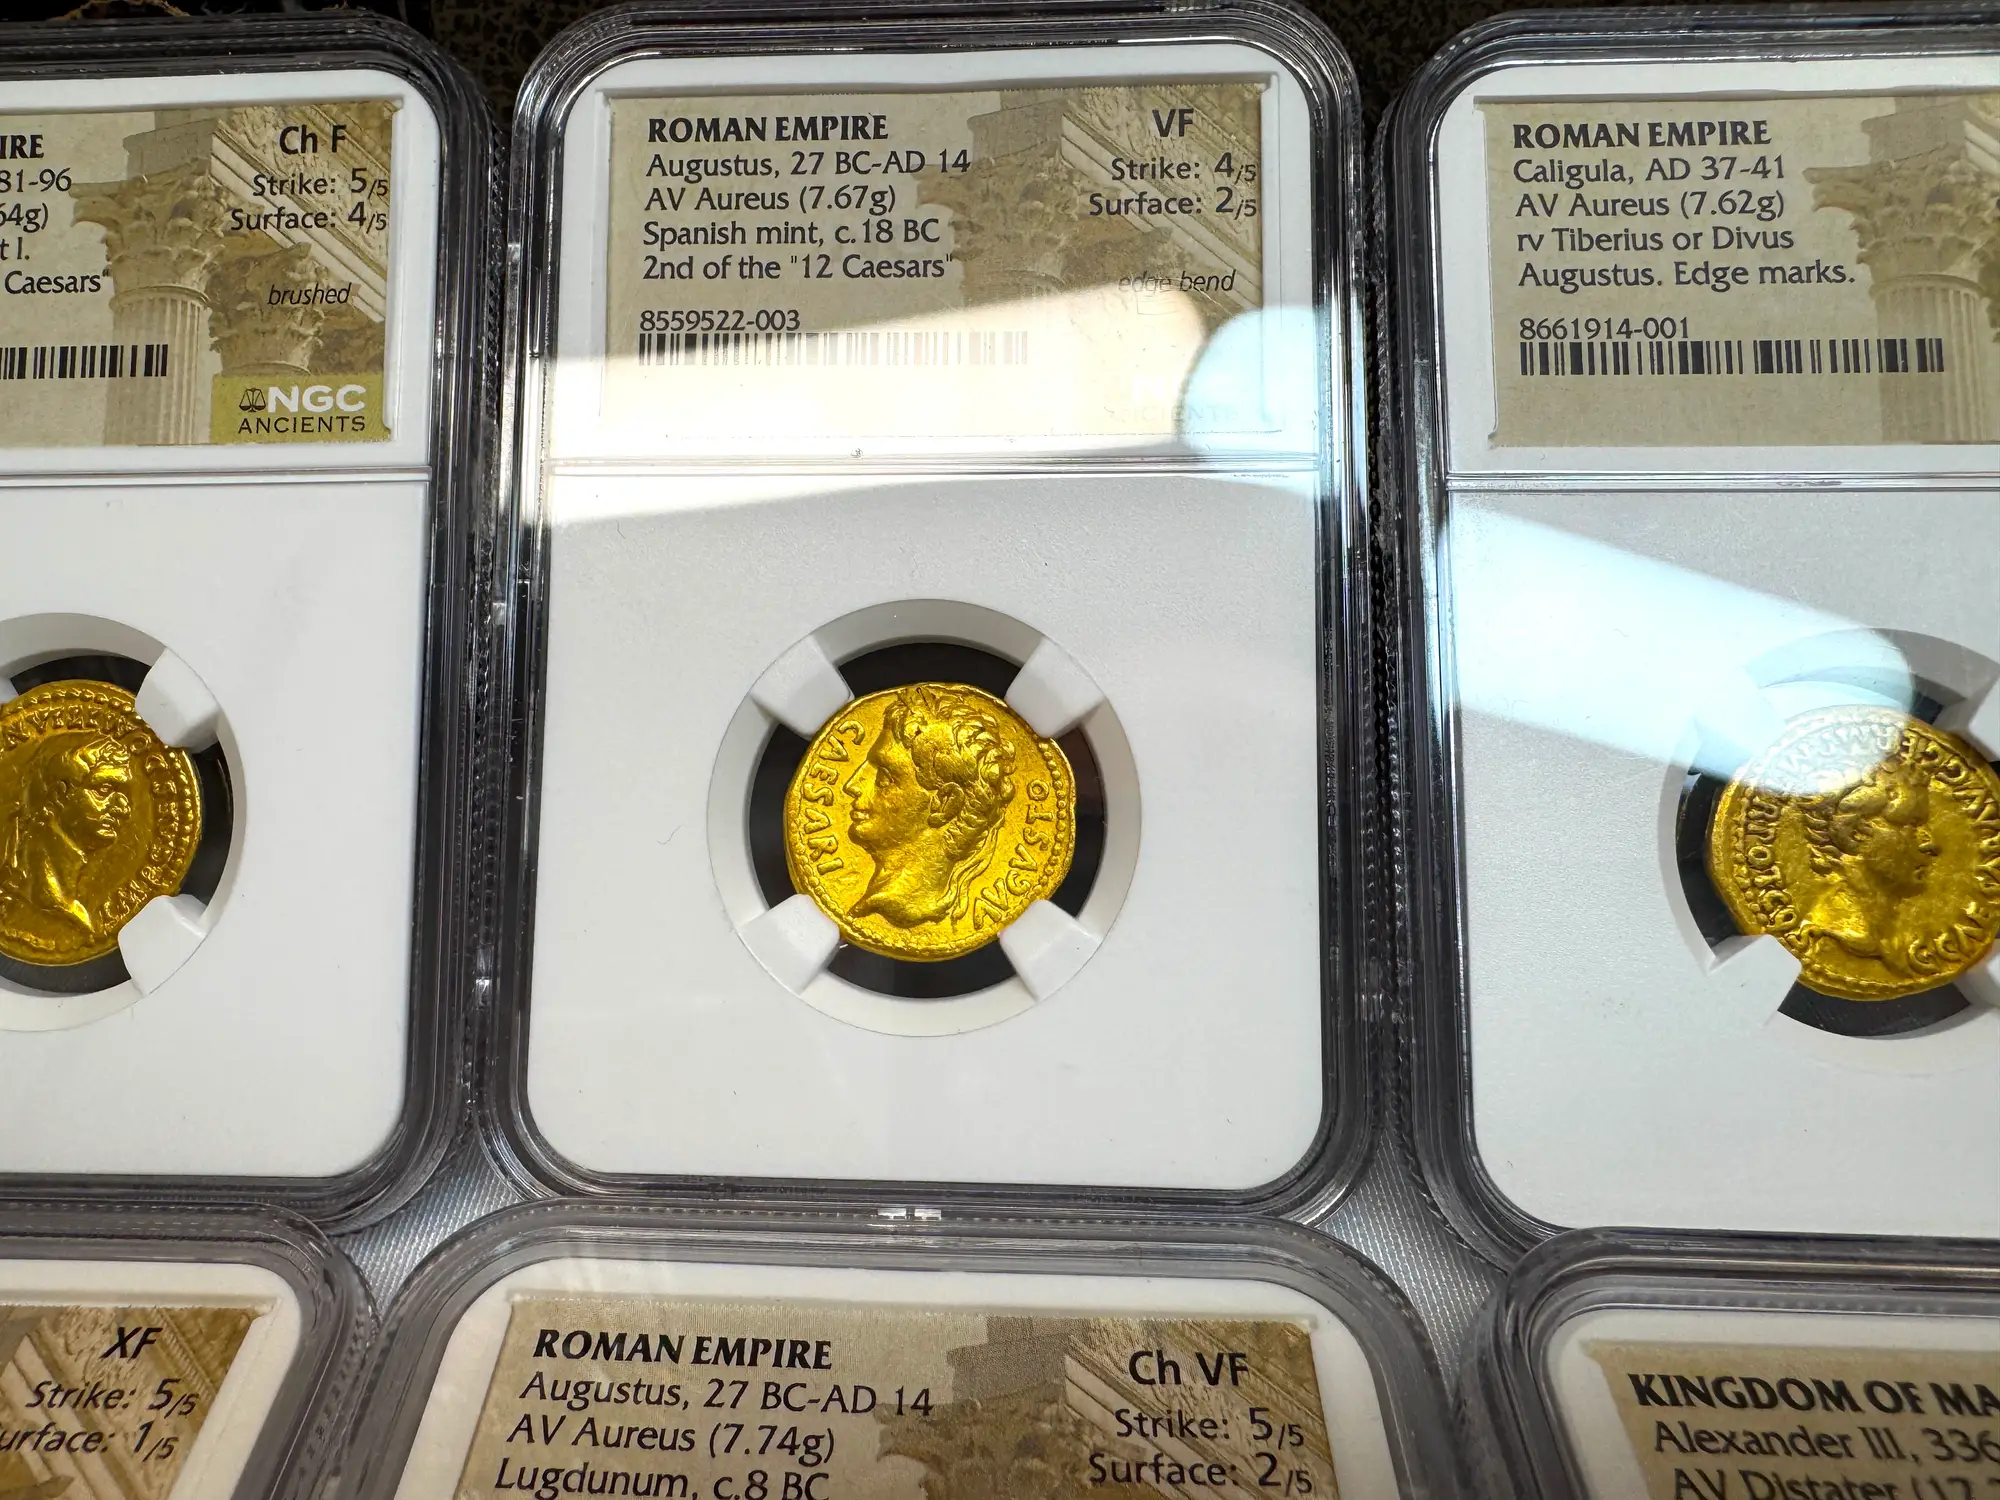 IRE
81-96
64g)
t l.
Caesars"
Ch F
Strike: 5/5
Surface: 4/5
brushed
NGC
ANCIENTS
ROMAN EMPIRE
Augustus, 27 BC-AD 14
AV Aureus (7.67g)
Spanish mint, c.18 BC
2nd of the "12 Caesars"
8559522-003
VF
Strike: 4/5
Surface: 2/5
edge bend
NGC
ANCIENTS
CAESARI
AVGVSTO
ROMAN EMPIRE
Caligula, AD 37-41
AV Aureus (7.62g)
rv Tiberius or Divus
Augustus. Edge marks.
8661914-001
XF
Strike: 5/5
urface: 1/5
ROMAN EMPIRE
Augustus, 27 BC-AD 14
AV Aureus (7.74g)
Lugdunum, c.8 BC
Ch VF
Strike: 5/5
Surface: 2/5
KINGDOM OF MA
Alexander III, 336
AV Distater (17.